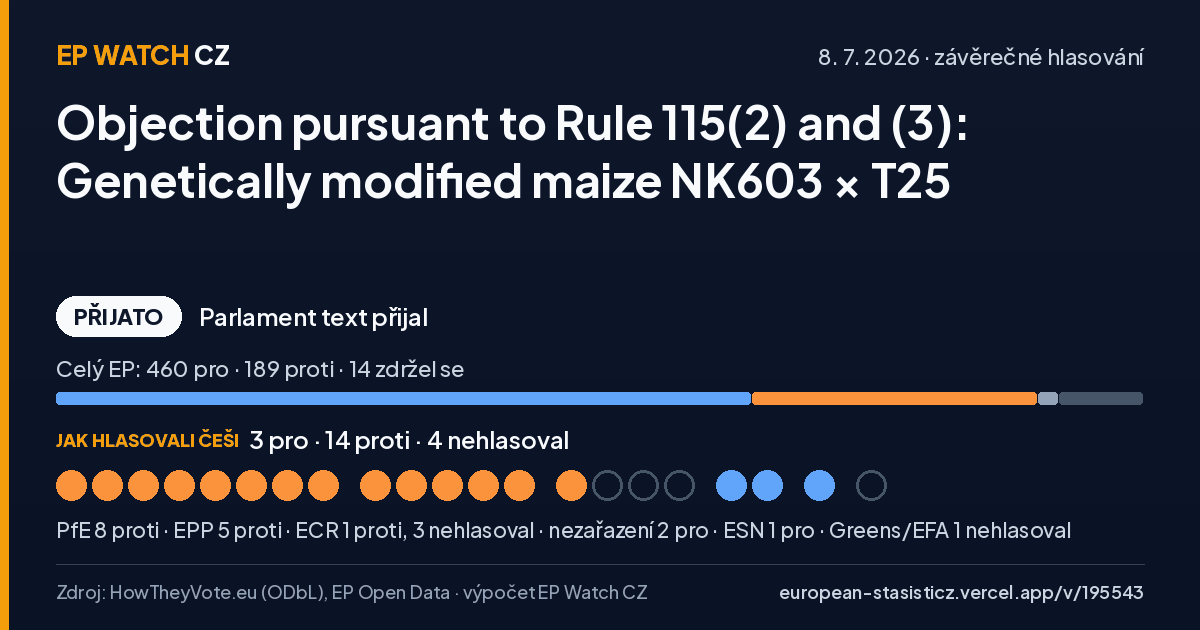 EP WATCH CZ
8. 7. 2026 · závěrečné hlasování
Objection pursuant to Rule 115(2) and (3):
Genetically modified maize NK603 × T25
PŘIJATO Parlament text přijal
Celý EP: 460 pro · 189 proti · 14 zdržel se
JAK HLASOVALI ČEŠI 3 pro · 14 proti · 4 nehlasoval
PfE 8 proti · EPP 5 proti · ECR 1 proti, 3 nehlasoval · nezařazení 2 pro · ESN 1 pro · Greens/EFA 1 nehlasoval
Zdroj: HowTheyVote.eu (ODbL), EP Open Data · výpočet EP Watch CZ
european-stasisticz.vercel.app/v/195543